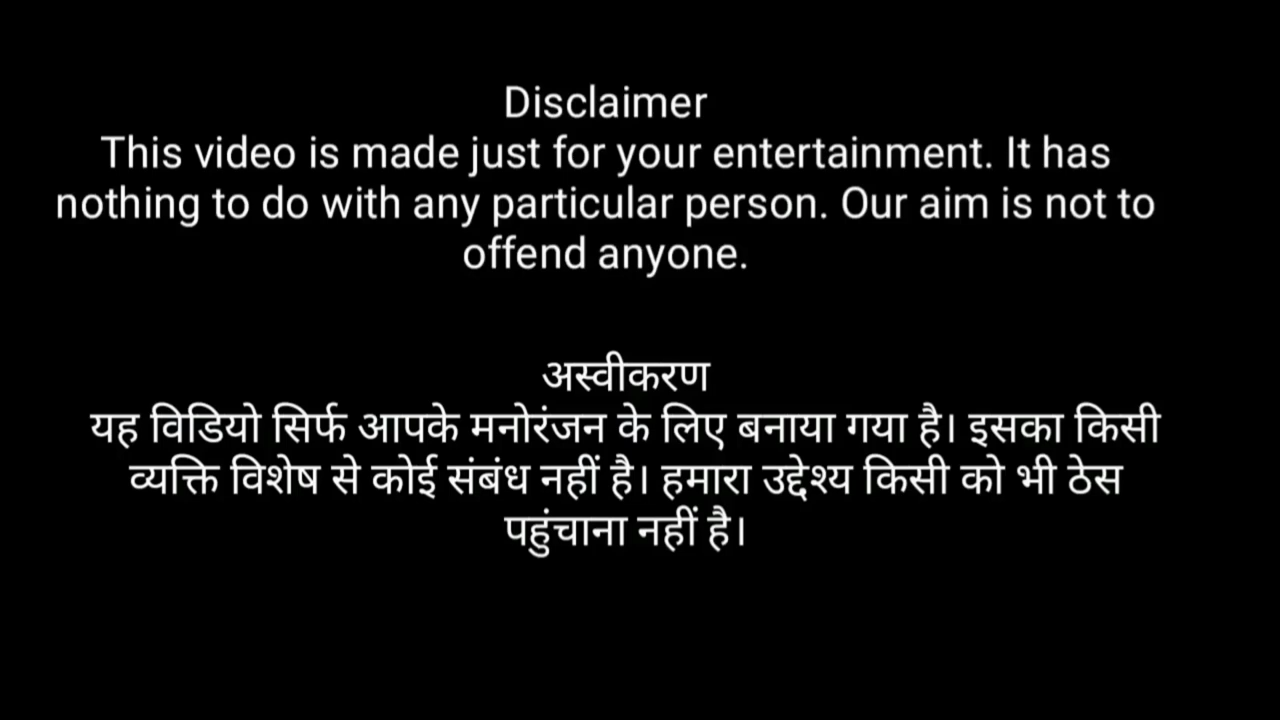 Disclaimer
This video is made just for your entertainment. It has
nothing to do with any particular person. Our aim is not to
offend anyone.
अस्वीकरण
यह विडियो सिर्फ आपके मनोरंजन के लिए बनाया गया है। इसका किसी
व्यक्ति विशेष से कोई संबंध नहीं है। हमारा उद्देश्य किसी को भी ठेस
पहुंचाना नहीं है।